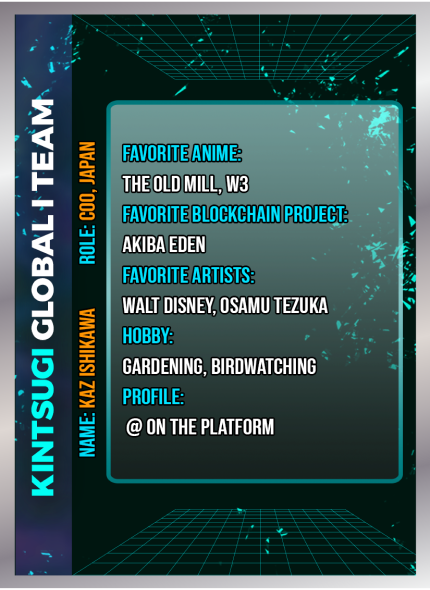 KINTSUGI GLOBAL I TEAM
NAME: KAZ ISHIKAWA ROLE: COO, JAPAN
FAVORITE ANIME:
THE OLD MILL, W3
FAVORITE BLOCKCHAIN PROJECT:
AKIBA EDEN
FAVORITE ARTISTS:
WALT DISNEY, OSAMU TEZUKA
HOBBY:
GARDENING, BIRDWATCHING
PROFILE:
@ ON THE PLATFORM